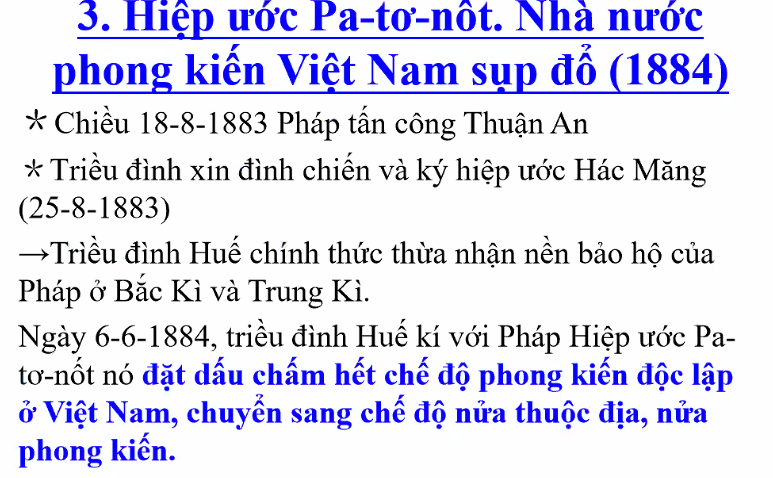 3. Hiệp ước Pa-tơ-nôt. Nhà nước
phong kiến Việt Nam sụp đổ (1884)
* Chiều 18-8-1883 Pháp tấn công Thuận An
* Triều đình xin đình chiến và ký hiệp ước Hác Măng
(25-8-1883)
→Triều đình Huế chính thức thừa nhận nền bảo hộ của
Pháp ở Bắc Kì và Trung Kì.
Ngày 6-6-1884, triều đình Huế kí với Pháp Hiệp ước Pa-
tơ-nốt nó đặt dấu chấm hết chế độ phong kiến độc lập
ở Việt Nam, chuyển sang chế độ nửa thuộc địa, nửa
phong kiến.